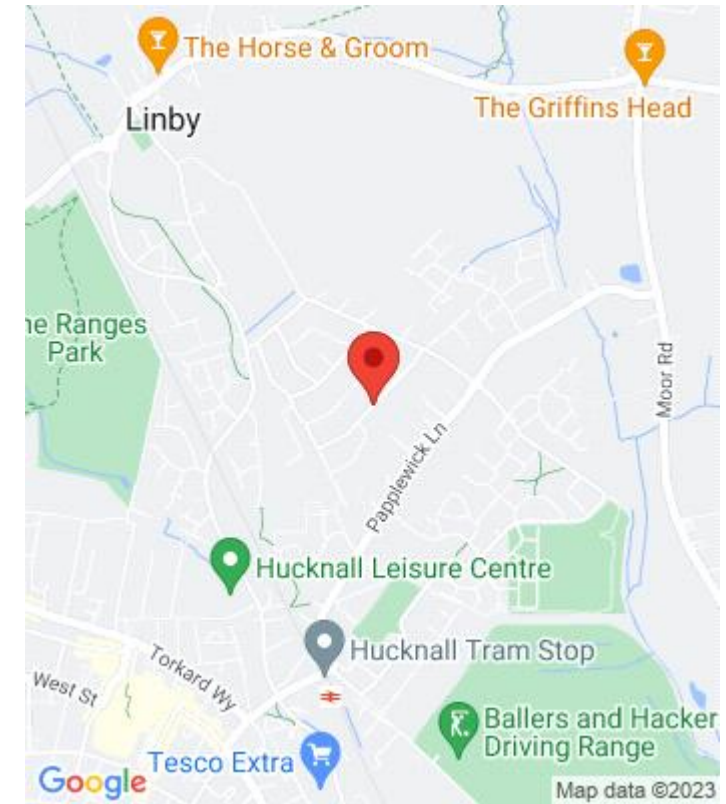 The Horse & Groom
Linby
The Griffins Head
he Ranges
Park
Moor Rd
Papplewick Ln
Hucknall Leisure Centre
Hucknall Tram Stop
Torkard Wy
West St
Ballers and Hacker
Driving Range
Tesco Extra
Google
Map data ©2023